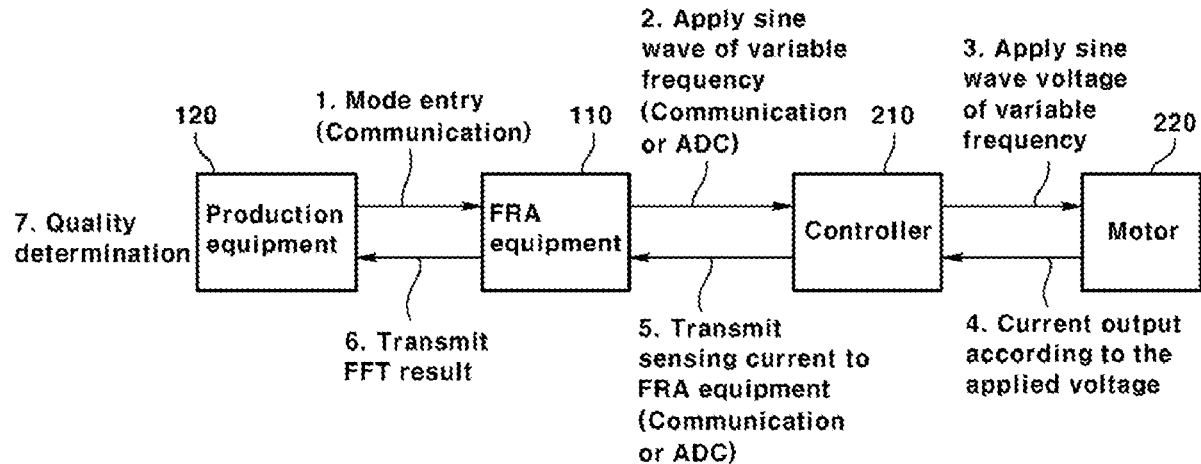 2. Apply sine
wave of variable
frequency
(Communication
or ADC)
3. Apply sine
wave voltage
of variable
frequency
1. Mode entry
(Communication)
120
110
210
220
7. Quality
determination
Production
equipment
FRA
equipment
Controller
Motor
6. Transmit
FFT result
5. Transmit
sensing current to
FRA equipment
(Communication
or ADC)
4. Current output
according to the
applied voltage